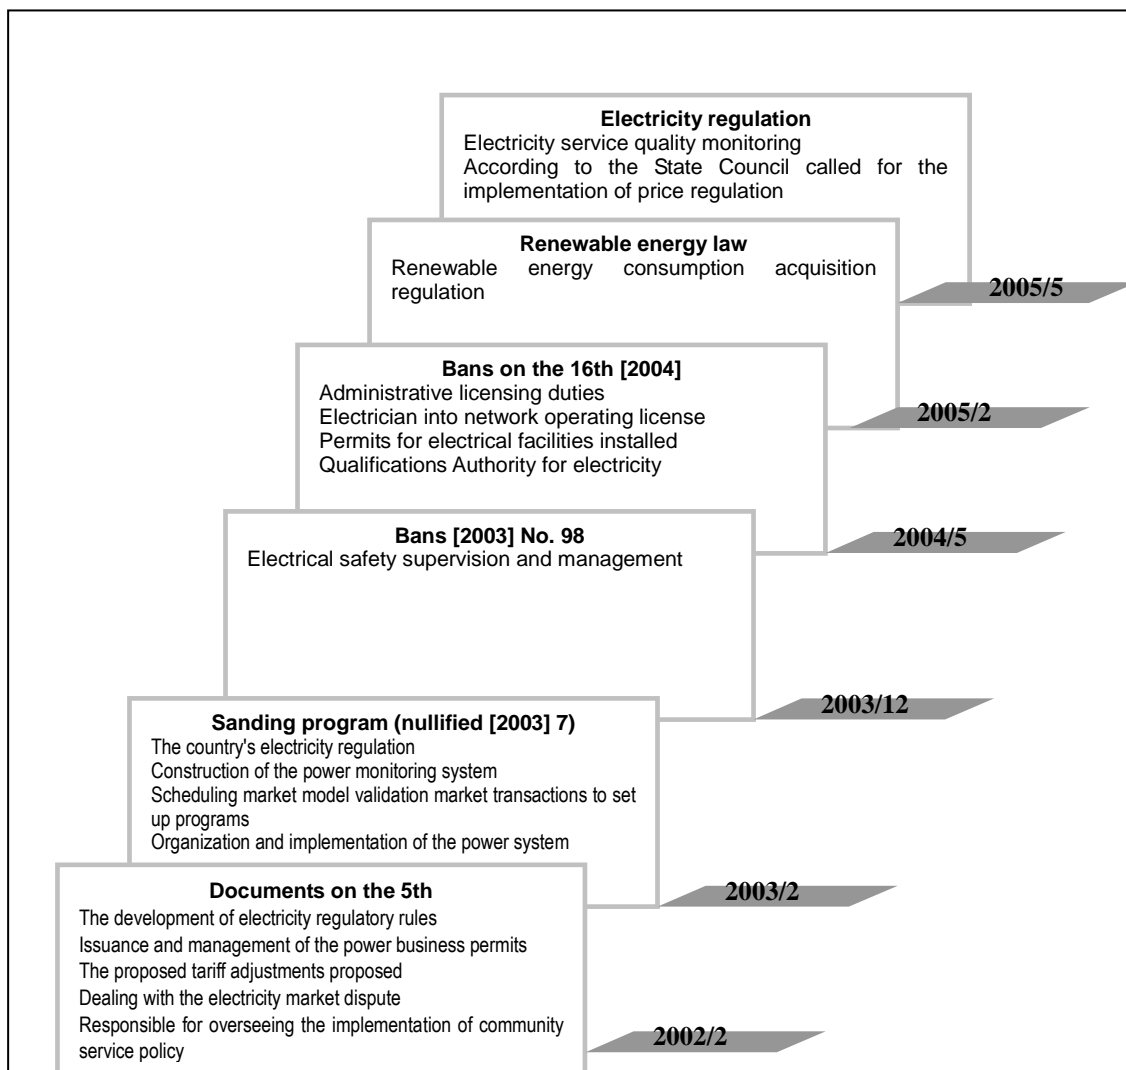 Electricity regulation
Electricity service quality monitoring
According to the State Council called for the
implementation of price regulation
2005/5
Renewable energy law
Renewable energy consumption acquisition
regulation
2005/2
Bans on the 16th [2004]
Administrative licensing duties
Electrician into network operating license
Permits for electrical facilities installed
Qualifications Authority for electricity
2004/5
Bans [2003] No. 98
Electrical safety supervision and management
2003/12
Sanding program (nullified [2003] 7)
The country's electricity regulation
Construction of the power monitoring system
Scheduling market model validation market transactions to set
up programs
Organization and implementation of the power system
2003/2
Documents on the 5th
The development of electricity regulatory rules
Issuance and management of the power business permits
The proposed tariff adjustments proposed
Dealing with the electricity market dispute
Responsible for overseeing the implementation of community
service policy
2002/2